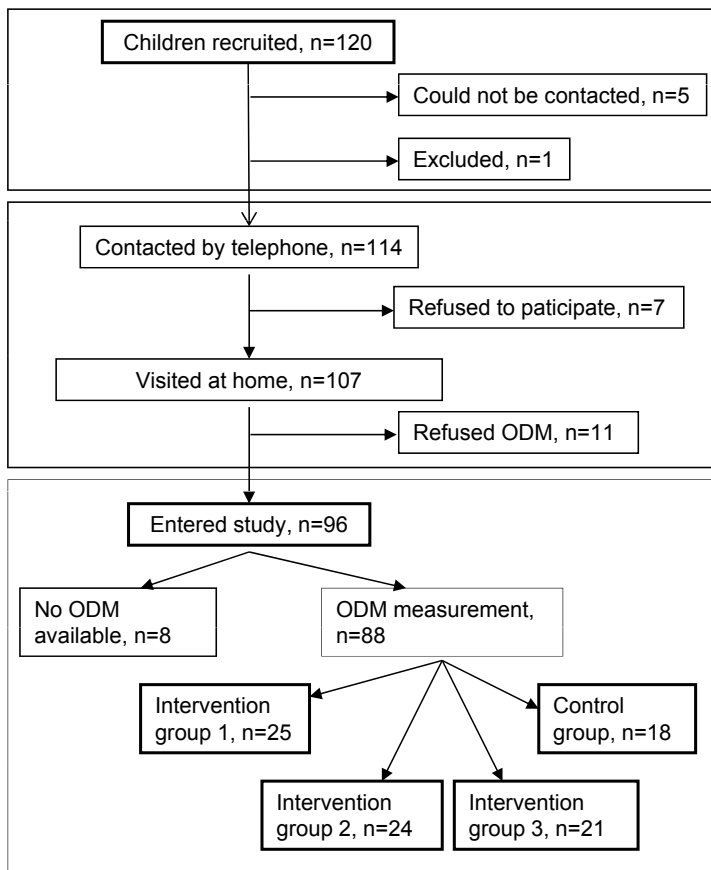 Children recruited, n=120
Could not be contacted, n=5
Excluded, n=1
Contacted by telephone, n=114
Refused to paticipate, n=7
Visited at home, n=107
Refused ODM, n=11
Entered study, n=96
No ODM
available, n=8
ODM measurement,
n=88
Intervention
group 1, n=25
Control
group, n=18
Intervention
group 2, n=24
Intervention
group 3, n=21